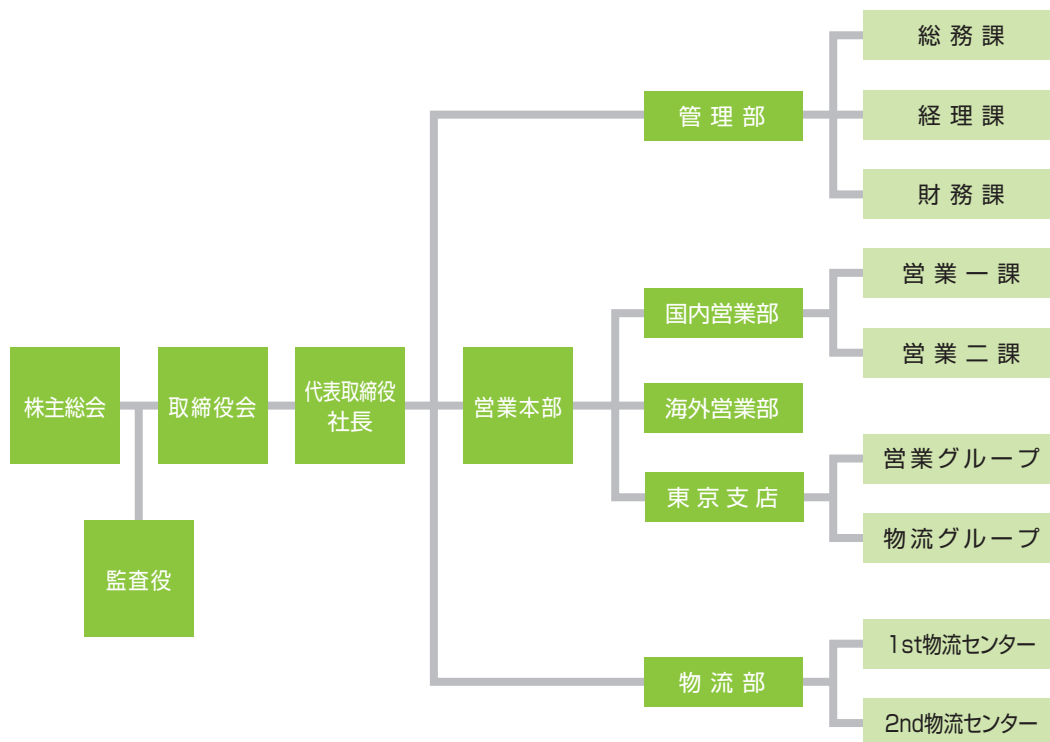 株主総会
監査役
取締役会
代表取締役
社長
管理部
総務課
経理課
財務課
営業本部
国内営業部
営業一課
営業二課
海外営業部
東京支店
営業グループ
物流グループ
物流部
1st物流センター
2nd物流センター